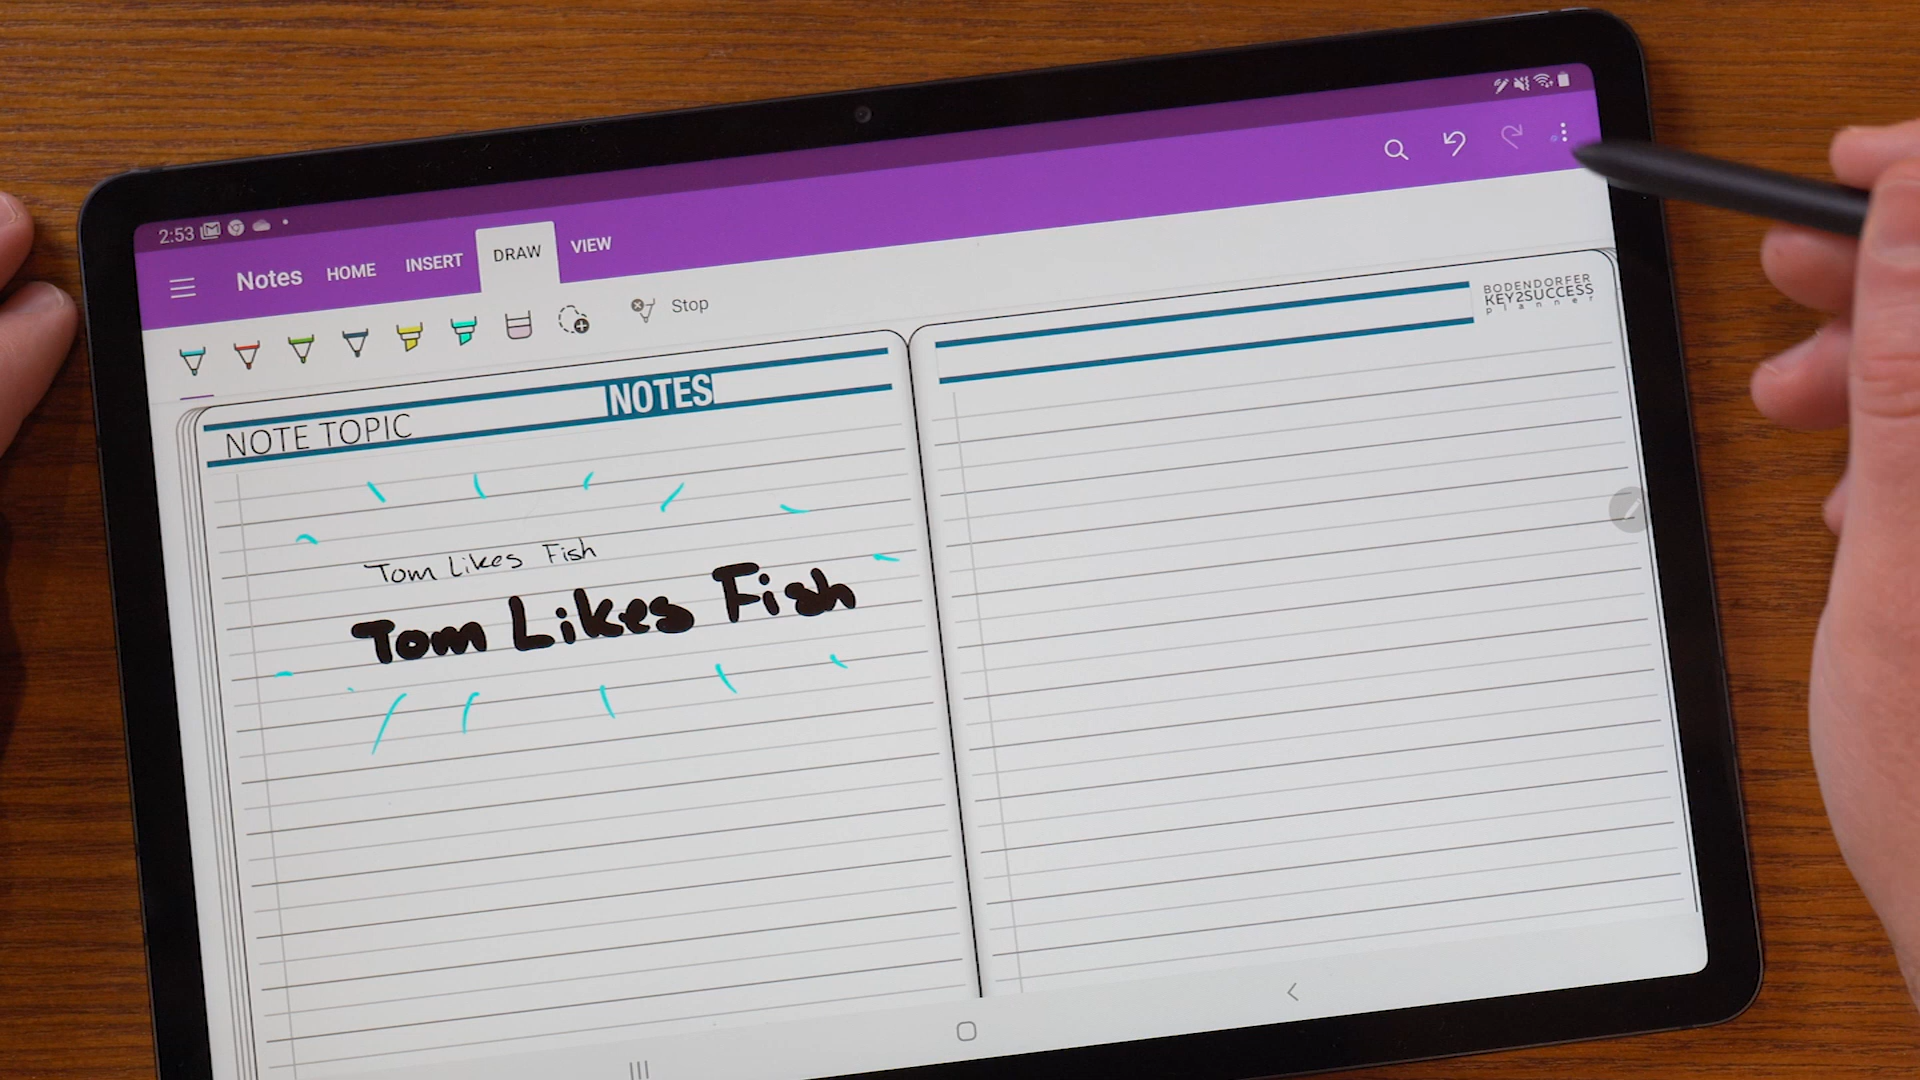 2:53
Notes HOME INSERT DRAW VIEW
Stop
NOTES
NOTE TOPIC
Tom Likes Fish
Tom Likes Fish
BODENDORFER
KEY2SUCCESS
planner